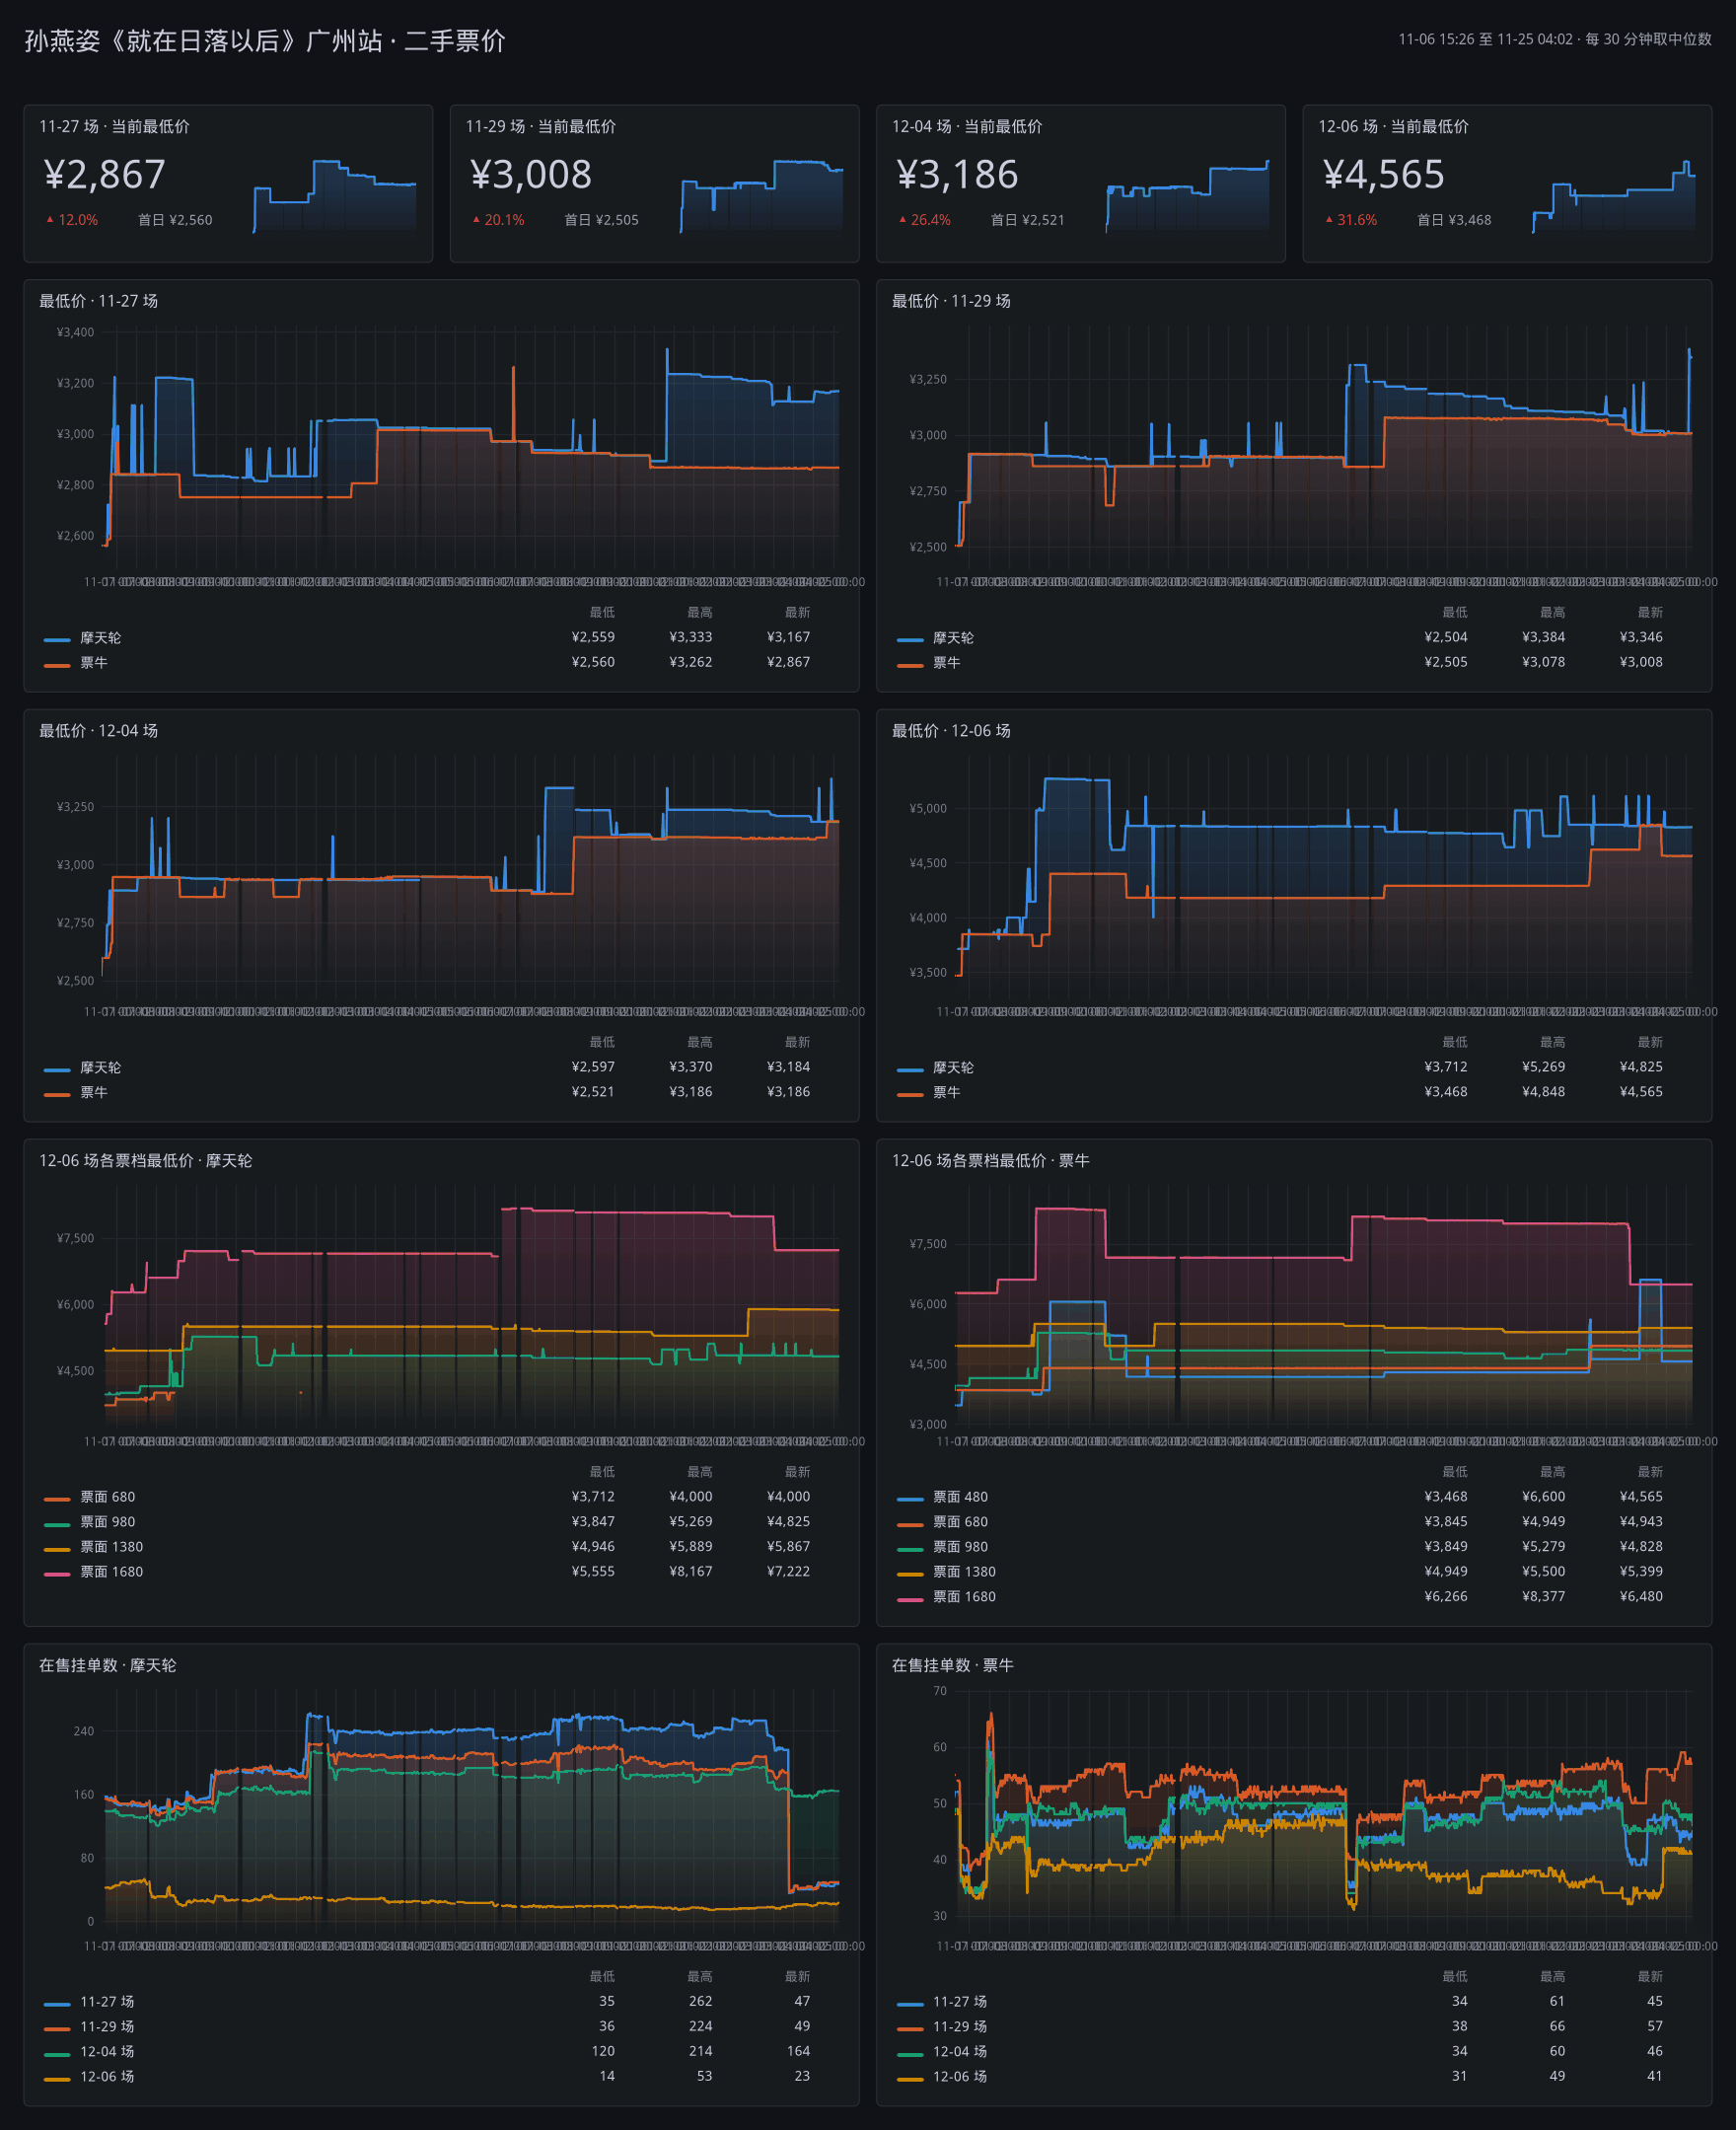 孙燕姿《就在日落以后》广州站 · 二手票价
11-06 15:26 至 11-25 04:02 · 每 30 分钟取中位数
11-27 场 · 当前最低价
¥2,867
▲ 12.0% 首日 ¥2,560
11-29 场 · 当前最低价
¥3,008
▲ 20.1% 首日 ¥2,505
12-04 场 · 当前最低价
¥3,186
▲ 26.4% 首日 ¥2,521
12-06 场 · 当前最低价
¥4,565
▲ 31.6% 首日 ¥3,468
最低价 · 11-27 场
¥3,400
¥3,200
¥3,000
¥2,800
¥2,600
最低 最高 最新
摩天轮 ¥2,559 ¥3,333 ¥3,167
票牛 ¥2,560 ¥3,262 ¥2,867
最低价 · 11-29 场
¥3,250
¥3,000
¥2,750
¥2,500
最低 最高 最新
摩天轮 ¥2,504 ¥3,384 ¥3,346
票牛 ¥2,505 ¥3,078 ¥3,008
最低价 · 12-04 场
¥3,250
¥3,000
¥2,750
¥2,500
最低 最高 最新
摩天轮 ¥2,597 ¥3,370 ¥3,184
票牛 ¥2,521 ¥3,186 ¥3,186
最低价 · 12-06 场
¥5,000
¥4,500
¥4,000
¥3,500
最低 最高 最新
摩天轮 ¥3,712 ¥5,269 ¥4,825
票牛 ¥3,468 ¥4,848 ¥4,565
12-06 场各票档最低价 · 摩天轮
¥7,500
¥6,000
¥4,500
最低 最高 最新
票面 680 ¥3,712 ¥4,000 ¥4,000
票面 980 ¥3,847 ¥5,269 ¥4,825
票面 1380 ¥4,946 ¥5,889 ¥5,867
票面 1680 ¥5,555 ¥8,167 ¥7,222
12-06 场各票档最低价 · 票牛
¥7,500
¥6,000
¥4,500
¥3,000
最低 最高 最新
票面 480 ¥3,468 ¥6,600 ¥4,565
票面 680 ¥3,845 ¥4,949 ¥4,943
票面 980 ¥3,849 ¥5,279 ¥4,828
票面 1380 ¥4,949 ¥5,500 ¥5,399
票面 1680 ¥6,266 ¥8,377 ¥6,480
在售挂单数 · 摩天轮
240
160
80
0
最低 最高 最新
11-27 场 35 262 47
11-29 场 36 224 49
12-04 场 120 214 164
12-06 场 14 53 23
在售挂单数 · 票牛
70
60
50
40
30
最低 最高 最新
11-27 场 34 61 45
11-29 场 38 66 57
12-04 场 34 60 46
12-06 场 31 49 41